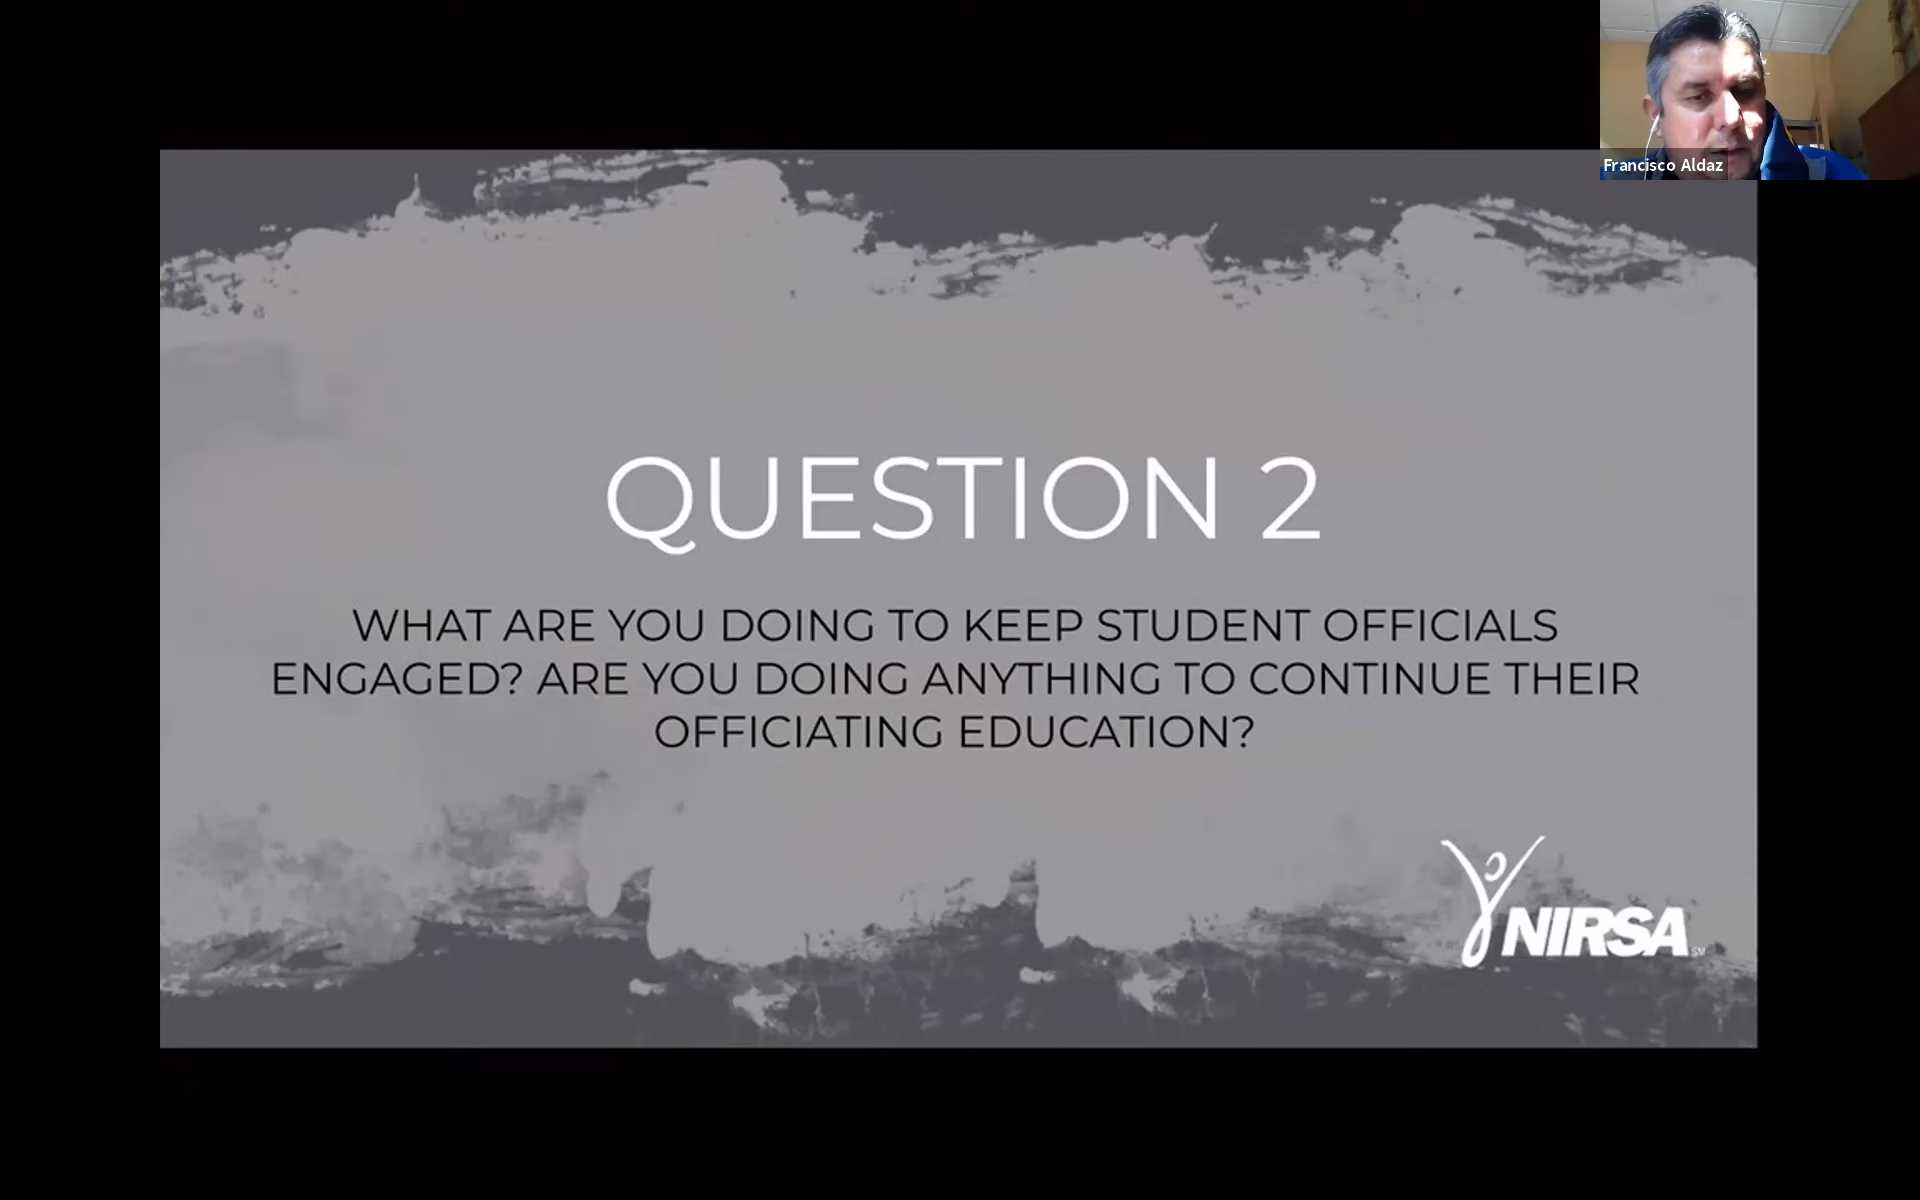 Francisco Aldaz
QUESTION 2
WHAT ARE YOU DOING TO KEEP STUDENT OFFICIALS
ENGAGED? ARE YOU DOING ANYTHING TO CONTINUE THEIR
OFFICIATING EDUCATION?
NIRSA
SM